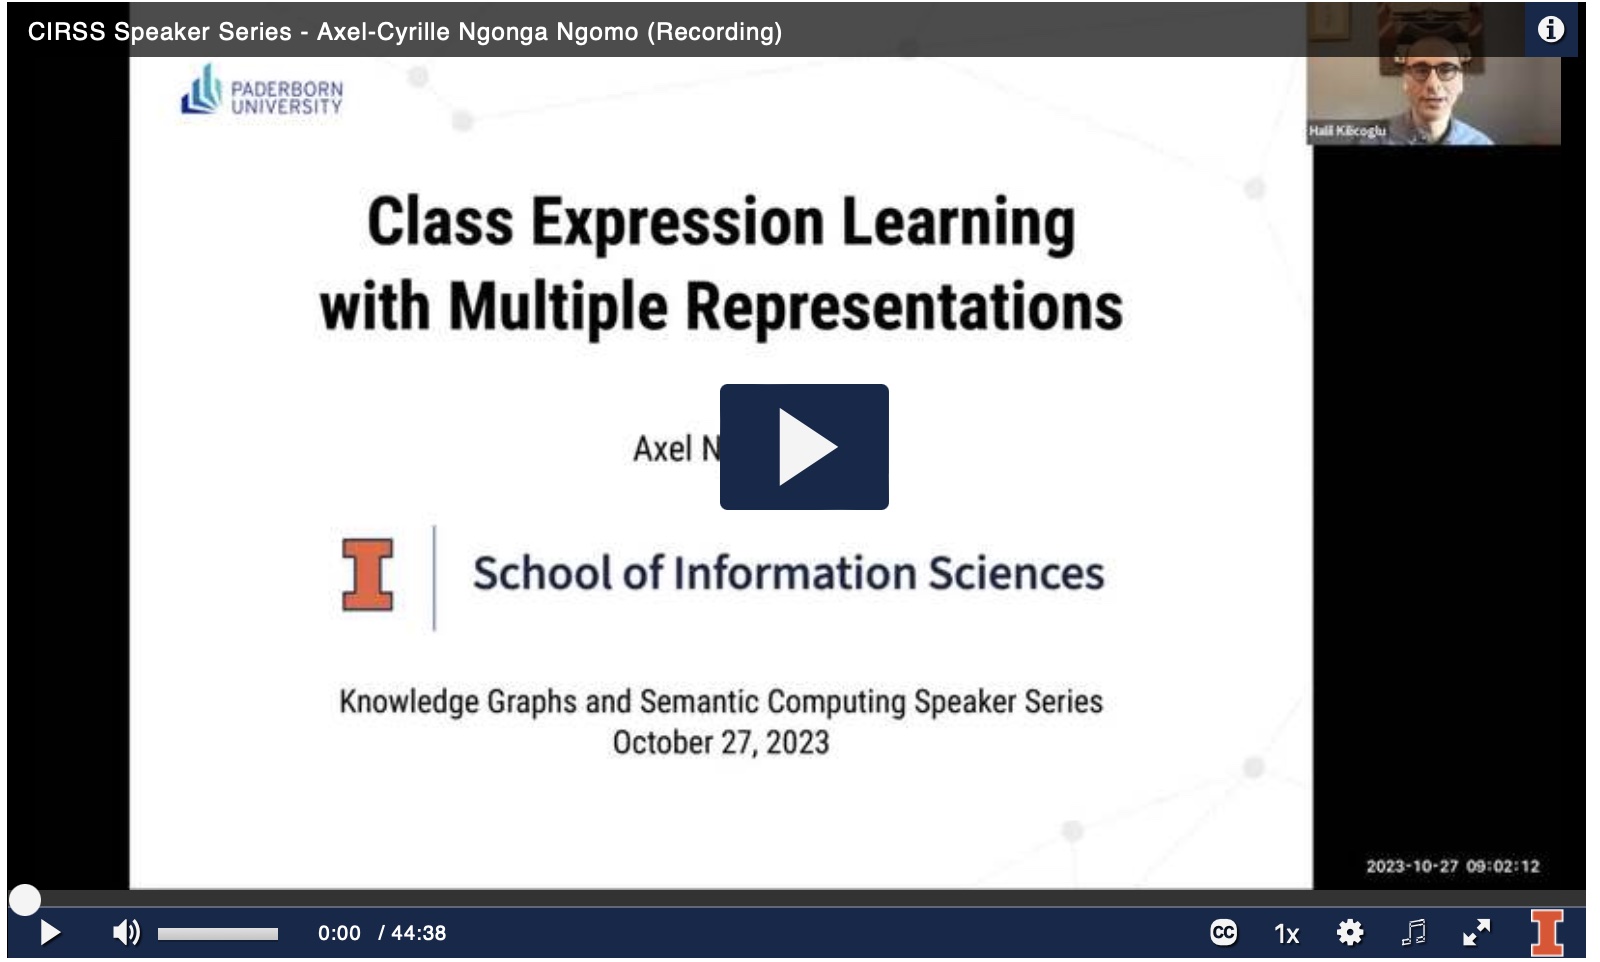 CIRSS Speaker Series - Axel-Cyrille Ngonga Ngomo (Recording)
PADERBORN
UNIVERSITY
Halil Kilicoglu
Class Expression Learning
with Multiple Representations
Axel N
School of Information Sciences
Knowledge Graphs and Semantic Computing Speaker Series
October 27, 2023
2023-10-27 09:02:12
0:00 / 44:38
CC 1x